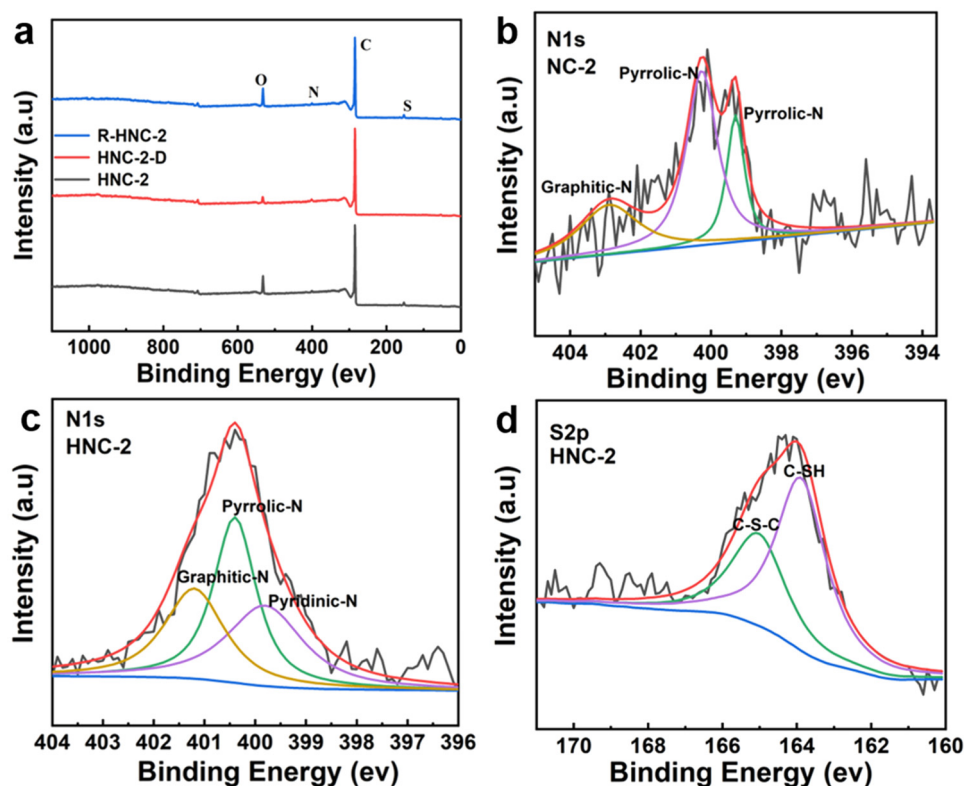 a
Intensity (a.u)
C
O
N
S
R-HNC-2
HNC-2-D
HNC-2
1000 800 600 400 200 0
Binding Energy (ev)
b
Intensity (a.u)
N1s
NC-2
Pyrrolic-N
Pyrrolic-N
Graphitic-N
404 402 400 398 396 394
Binding Energy (ev)
c
Intensity (a.u)
N1s
HNC-2
Pyrrolic-N
Graphitic-N
Pyridinic-N
404 403 402 401 400 399 398 397 396
Binding Energy (ev)
d
Intensity (a.u)
S2p
HNC-2
C-SH
C-S-C
170 168 166 164 162 160
Binding Energy (ev)